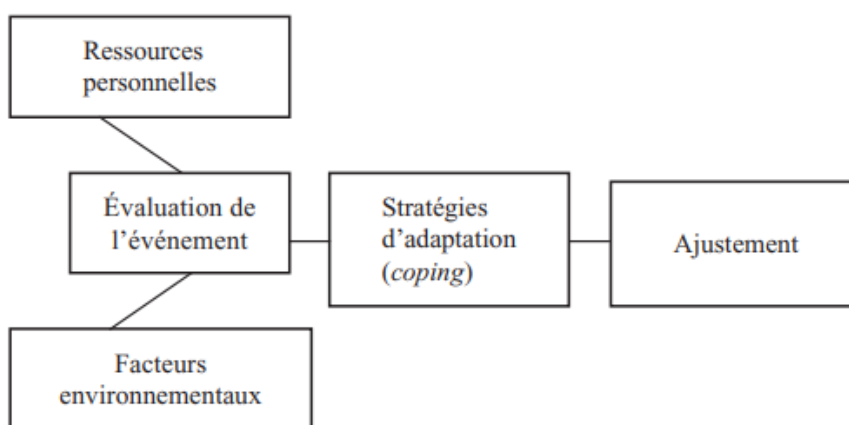 Ressources
personnelles
Évaluation de
l’événement
Stratégies
d’adaptation
(coping)
Ajustement
Facteurs
environnementaux